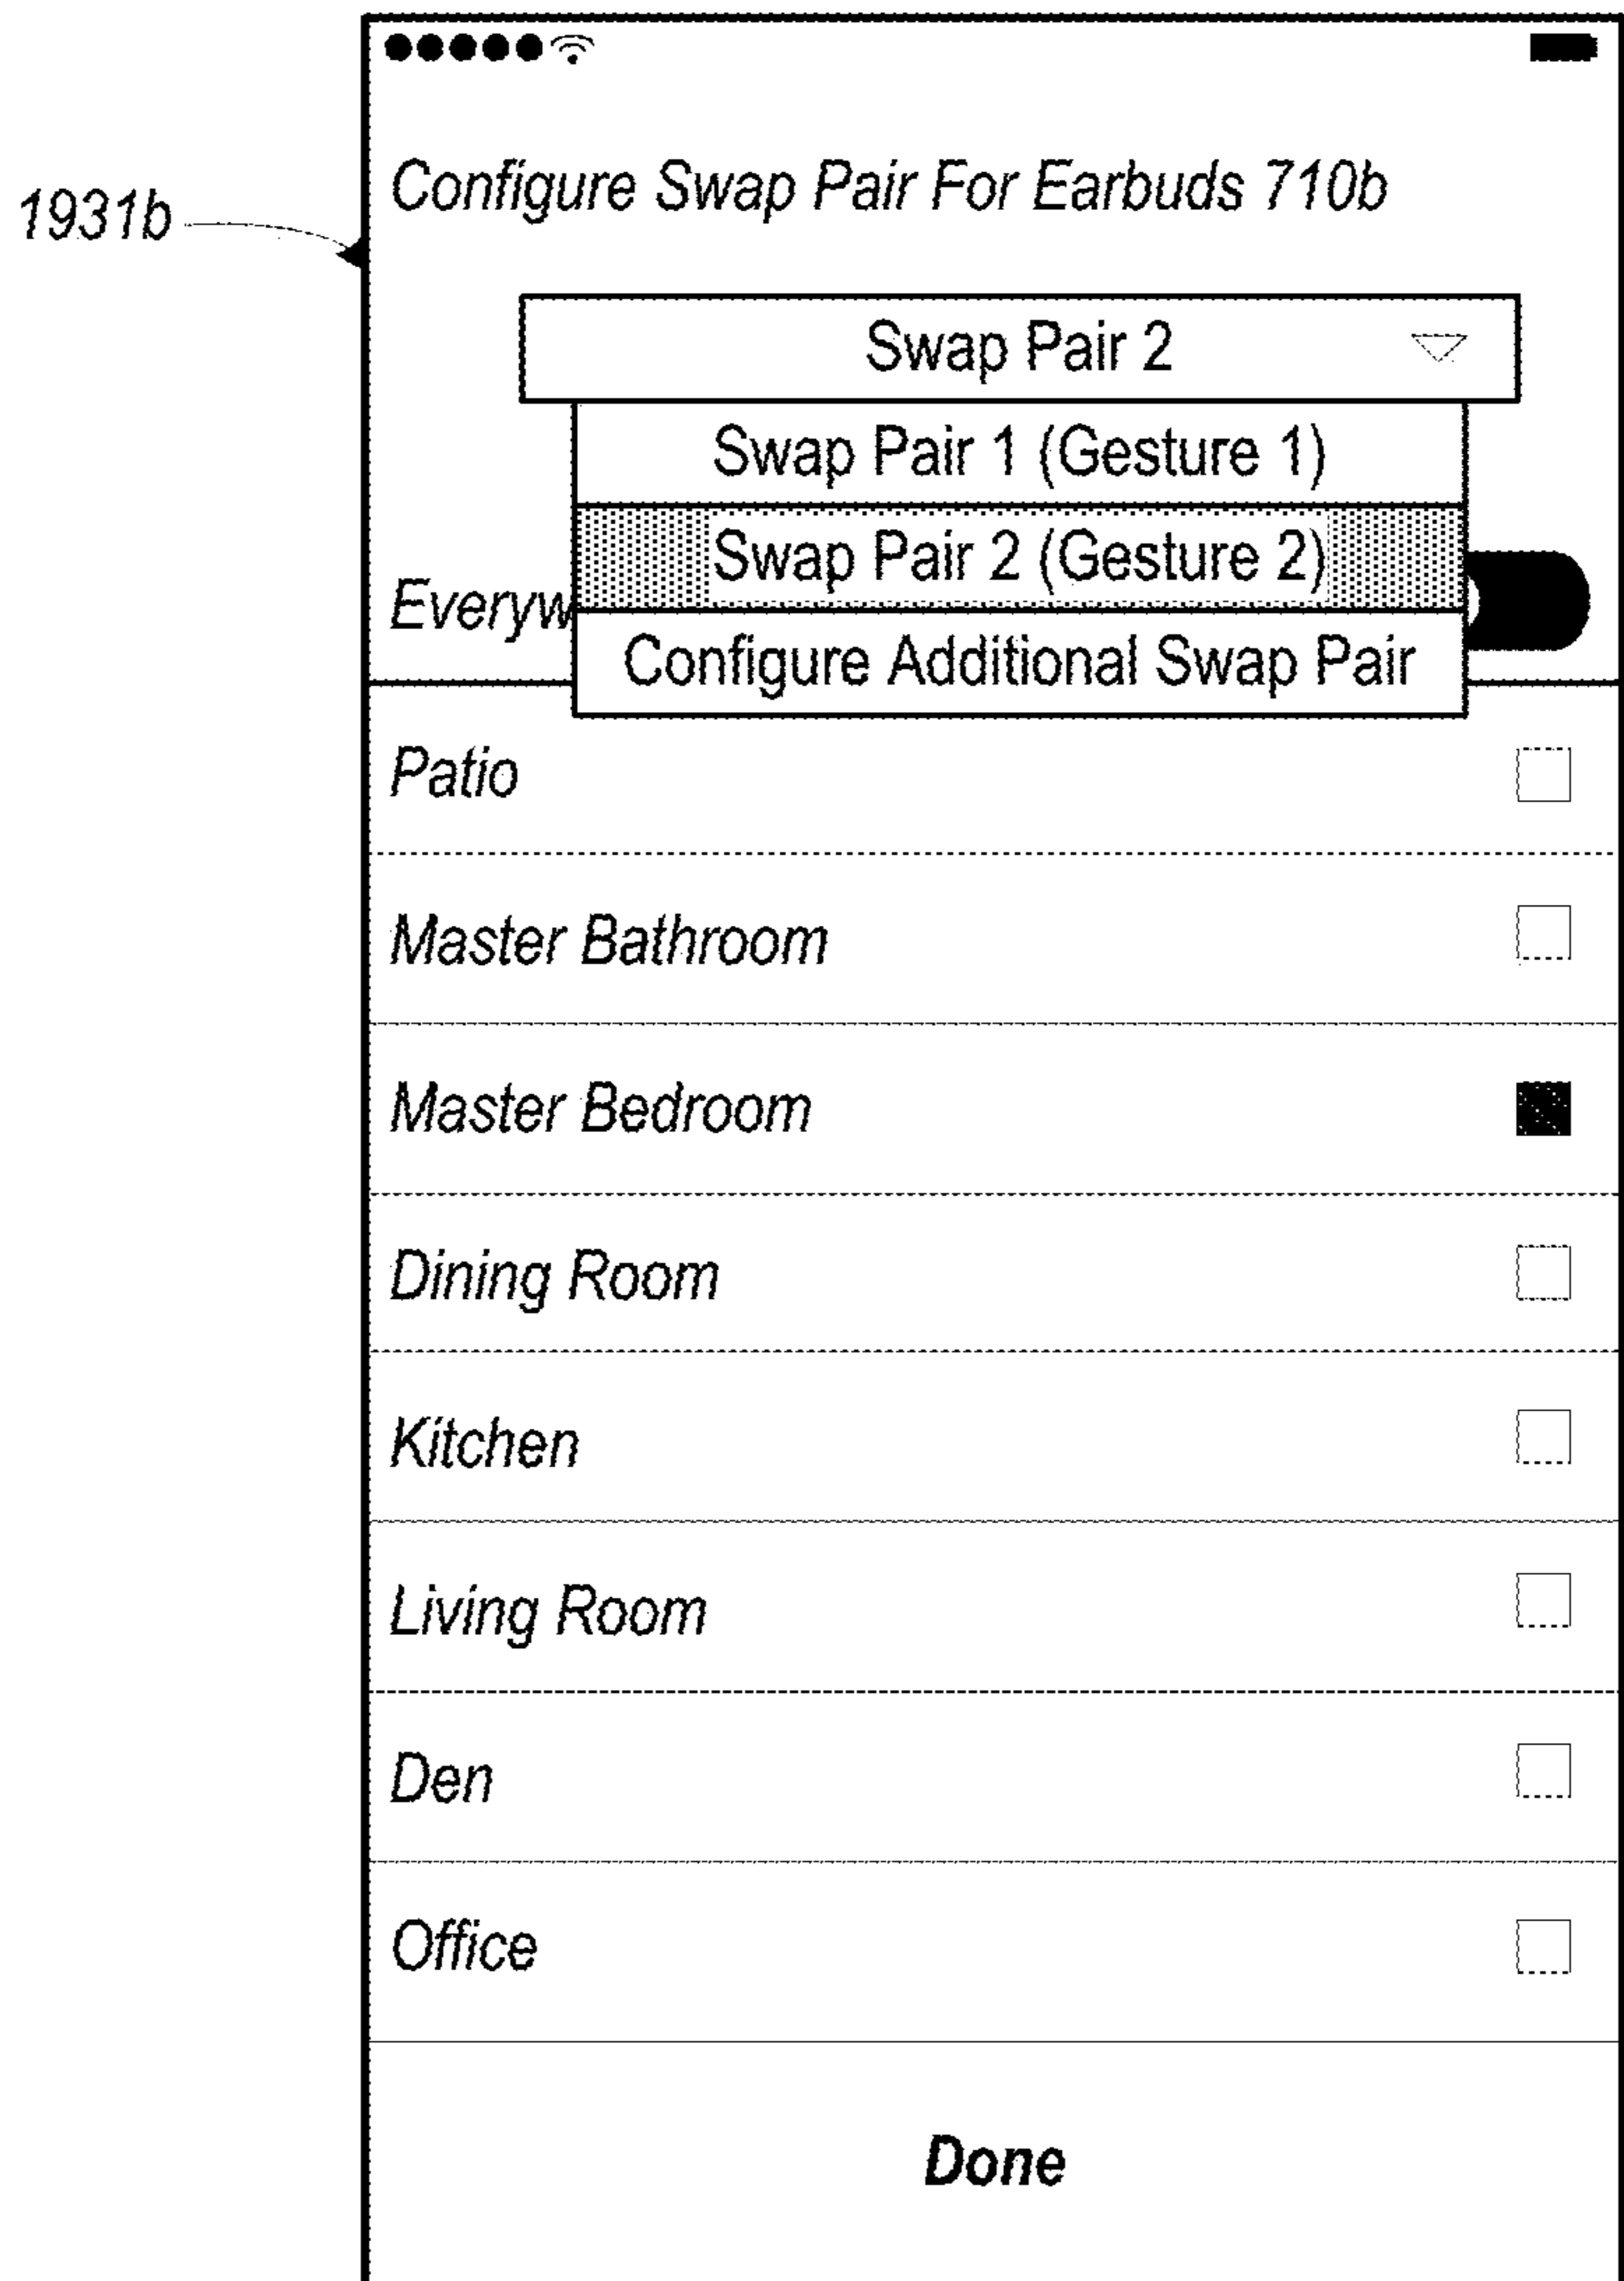 Configure Swap Pair For Earbuds 710b
1931b
Swap Pair 2
Swap Pair 1 (Gesture 1)
Swap Pair 2 (Gesture 2)
Everyw
Configure Additional Swap Pair
Patio
Master Bathroom
Master Bedroom
Dining Room
Kitchen
Living Room
Den
Office
Done